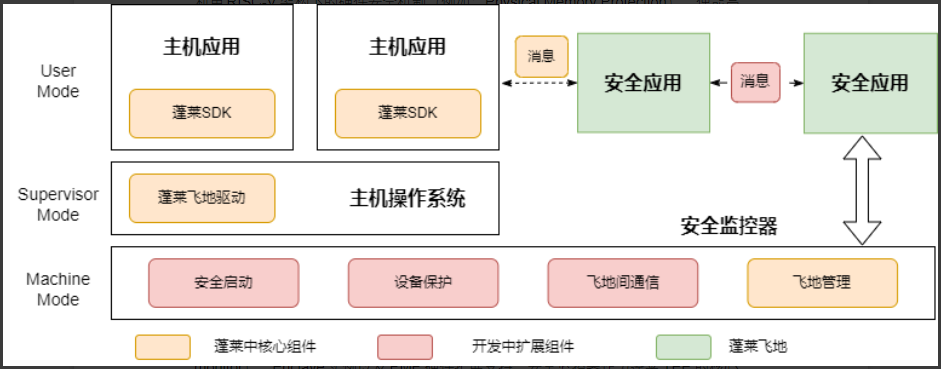 User
Mode
主机应用
蓬莱SDK
主机应用
蓬莱SDK
消息
安全应用
消息
安全应用
Supervisor
Mode
蓬莱飞地驱动
主机操作系统
安全监控器
Machine
Mode
安全启动
设备保护
飞地间通信
飞地管理
蓬莱中核心组件
开发中扩展组件
蓬莱飞地